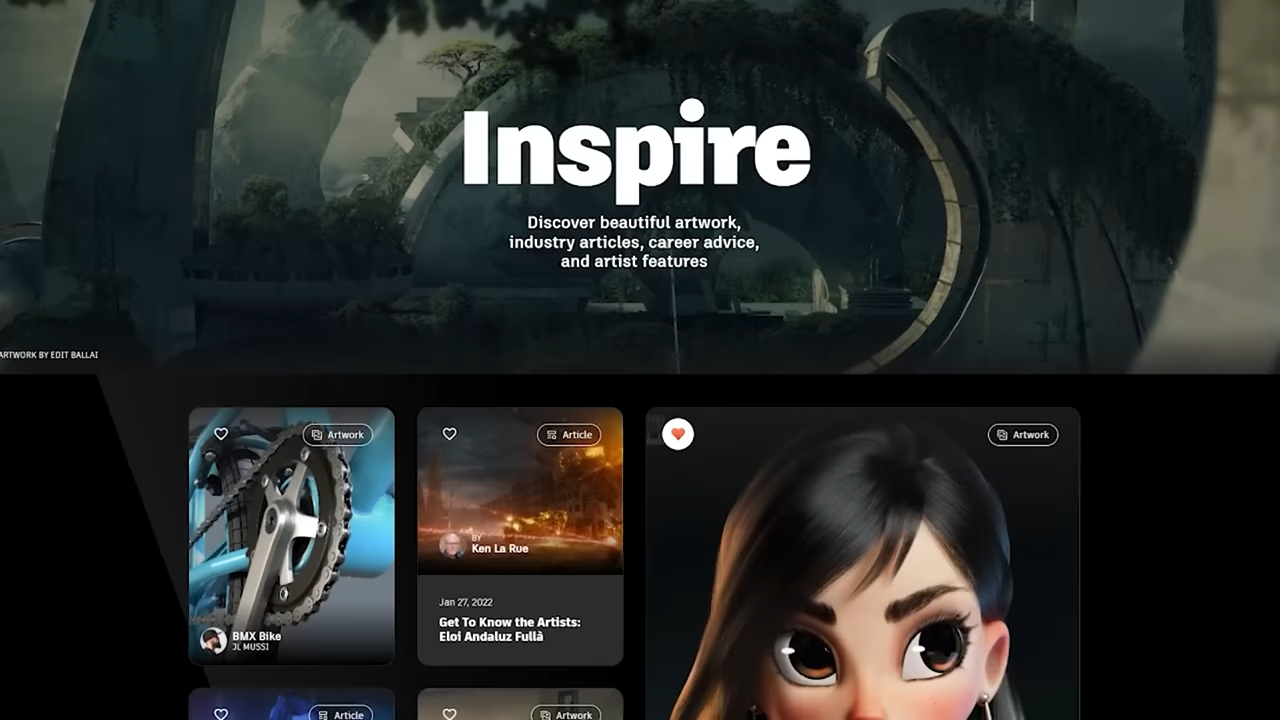 Inspire
Discover beautiful artwork,
industry articles, career advice,
and artist features
ARTWORK BY EDIT BALLAI
Artwork
BMX Bike
JL MUSSI
Article
BY
Ken La Rue
Jan 27, 2022
Get To Know the Artists:
Eloi Andaluz Fullà
Artwork
Article
Artwork